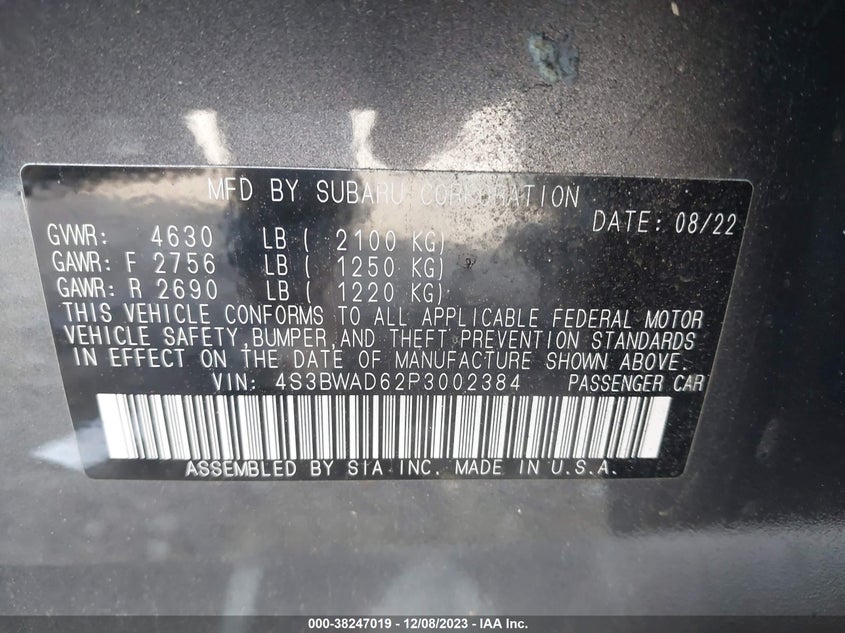 MFD BY SUBARU CORPORATION
DATE: 08/22
GVWR: 4630 LB ( 2100 KG)
GAWR: F 2756 LB ( 1250 KG)
GAWR: R 2690 LB ( 1220 KG)
THIS VEHICLE CONFORMS TO ALL APPLICABLE FEDERAL MOTOR
VEHICLE SAFETY,BUMPER,AND THEFT PREVENTION STANDARDS
IN EFFECT ON THE DATE OF MANUFACTURE SHOWN ABOVE.
VIN: 4S3BWAD62P3002384 PASSENGER CAR
ASSEMBLED BY SIA INC. MADE IN U.S.A.
000-38247019 - 12/08/2023 - IAA Inc.